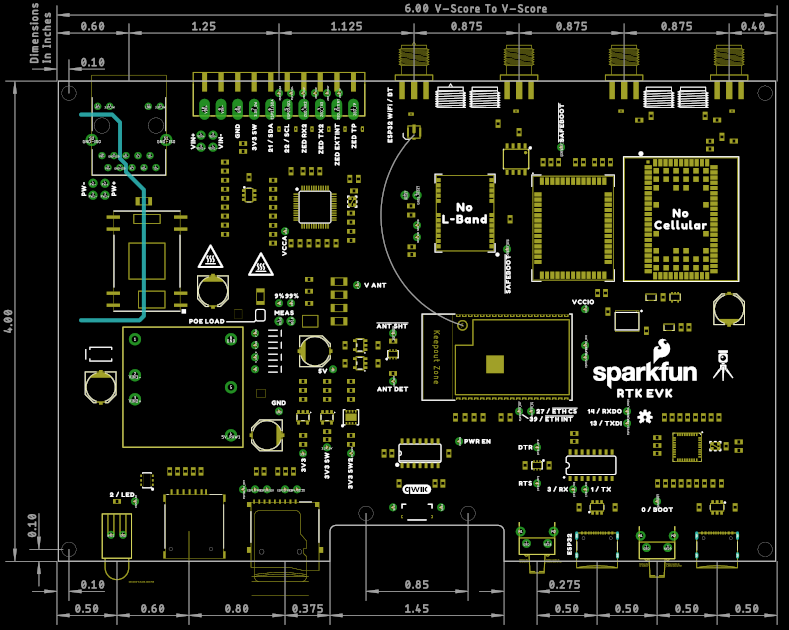 6.00 V-Score To V-Score
Dimensions
In Inches
0.60
1.25
1.125
0.875
0.875
0.875
0.40
0.10
ESP32 WiFi / BT
SAFEBOOT
VIN+
VIN+
GND
3V3 SW
21 / SDA
22 / SCL
ZED RX2
ZED TX2
ZED EXTINT
ZED TP
PW-
PW+
No
L-Band
No
Cellular
VCCA
SAFEBOOT
V ANT
9% 99%
MEAS
VCCIO
POE LOAD
4.00
ANT SHT
Keepout Zone
5V
ANT DET
sparkfun
RTK EVK
GND
27 / ETH CS
39 / ETH INT
14 / RXD0
13 / TXDI
PWR EN
DTR
3V3
3V3 SW
3V3 SW2
RTS
qwiic
3 / RX
1 / TX
2 / LED
0 / BOOT
ESP32
0.10
0.10
0.85
0.275
0.50
0.60
0.80
0.375
1.45
0.50
0.50
0.50
0.50